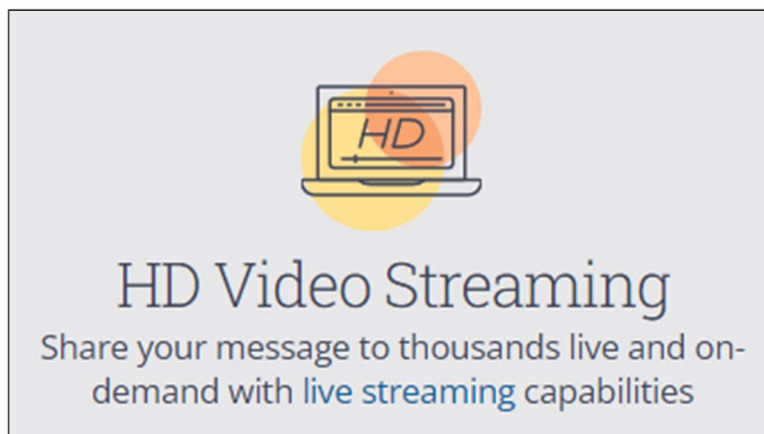 HD
HD Video Streaming
Share your message to thousands live and on-
demand with live streaming capabilities